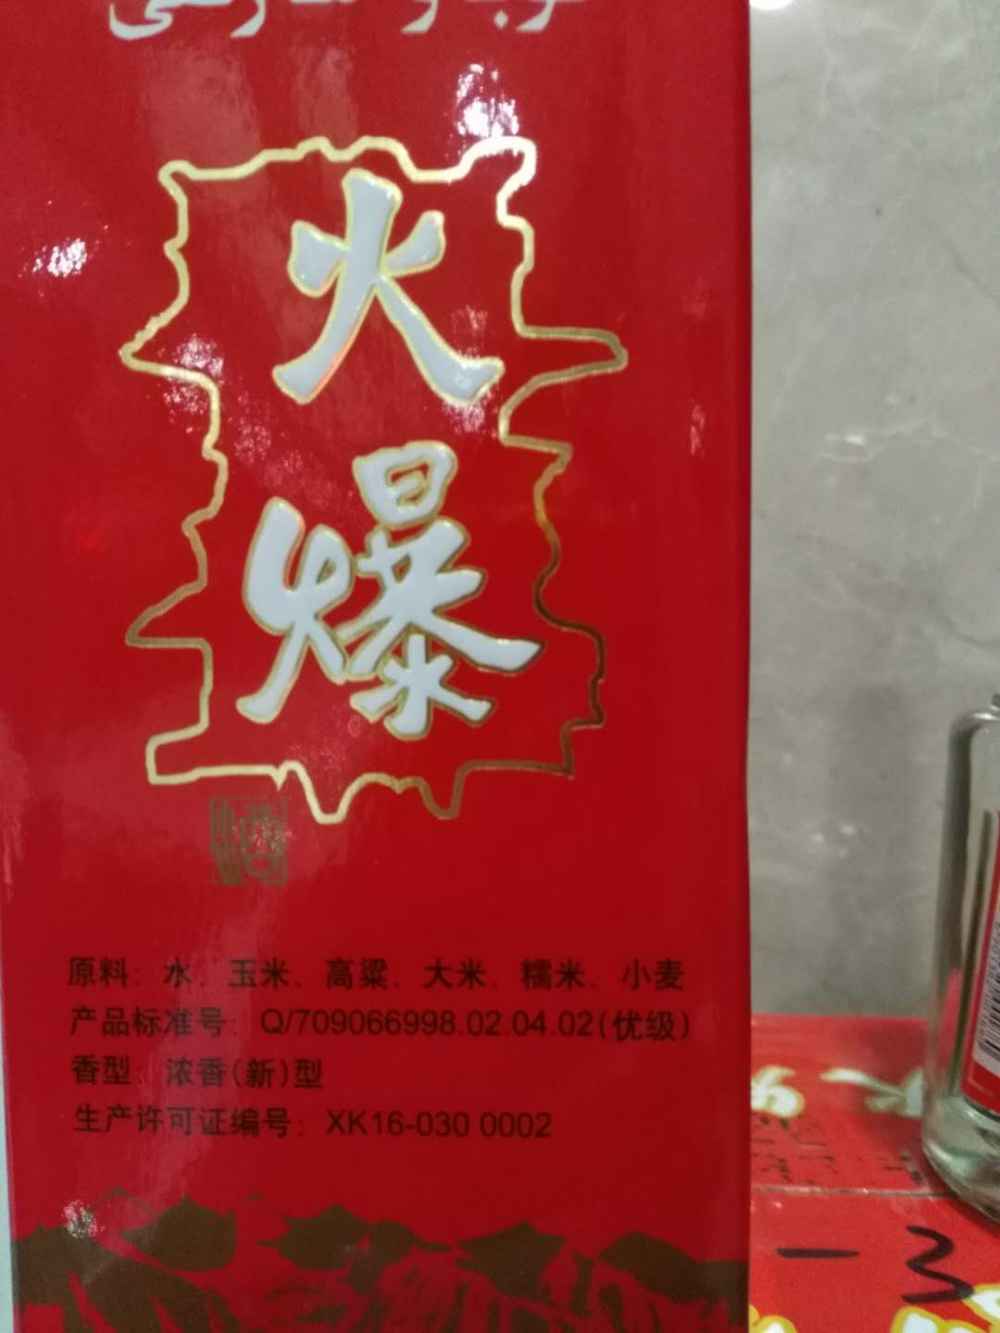 火
爆
原料: 水、玉米、高粱、大米、糯米、小麦
产品标准号: Q/709066998.02.04.02(优级)
香型: 浓香(新)型
生产许可证编号: XK16-030 0002
-3